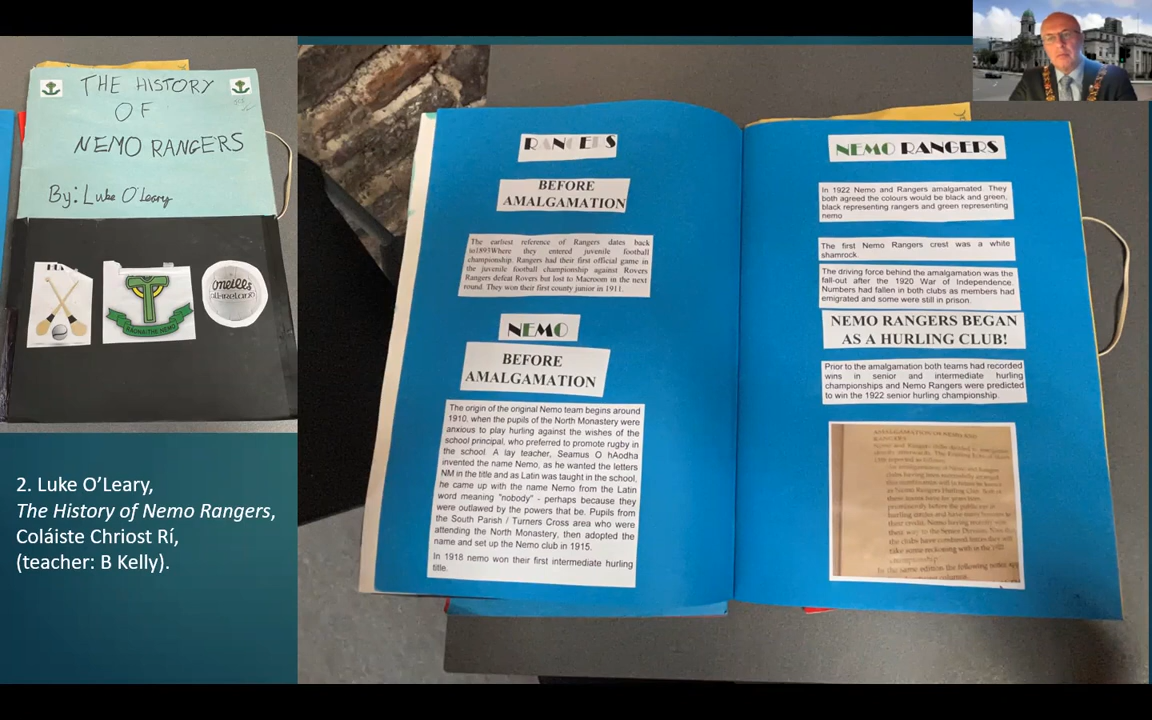 THE HISTORY
OF
NEMO RANGERS
By: Luke O'Leary
RAONAITHE NEMO
O'neills
all-ireland
2. Luke O'Leary,
The History of Nemo Rangers,
Coláiste Chriost Rí,
(teacher: B Kelly).
RANGERS
BEFORE
AMALGAMATION
The earliest reference of Rangers dates back
to1893Where they entered juvenile football
championship. Rangers had their first official game in
the juvenile football championship against Rovers
Rangers defeat Rovers but lost to Macroom in the next
round. They won their first county junior in 1911.
NEMO
BEFORE
AMALGAMATION
The origin of the original Nemo team begins around
1910, when the pupils of the North Monastery were
anxious to play hurling against the wishes of the
school principal, who preferred to promote rugby in
the school. A lay teacher, Seamus O hAodha
invented the name Nemo, as he wanted the letters
NM in the title and as Latin was taught in the school,
he came up with the name Nemo from the Latin
word meaning "nobody" - perhaps because they
were outlawed by the powers that be. Pupils from
the South Parish / Turners Cross area who were
attending the North Monastery, then adopted the
name and set up the Nemo club in 1915.
In 1918 nemo won their first intermediate hurling
title.
NEMO RANGERS
In 1922 Nemo and Rangers amalgamated. They
both agreed the colours would be black and green,
black representing rangers and green representing
nemo
The first Nemo Rangers crest was a white
shamrock.
The driving force behind the amalgamation was the
fall-out after the 1920 War of Independence.
Numbers had fallen in both clubs as members had
emigrated and some were still in prison.
NEMO RANGERS BEGAN
AS A HURLING CLUB!
Prior to the amalgamation both teams had recorded
wins in senior and intermediate hurling
championships and Nemo Rangers were predicted
to win the 1922 senior hurling championship.
AMALGAMATION OF NEMO AND
RANGERS